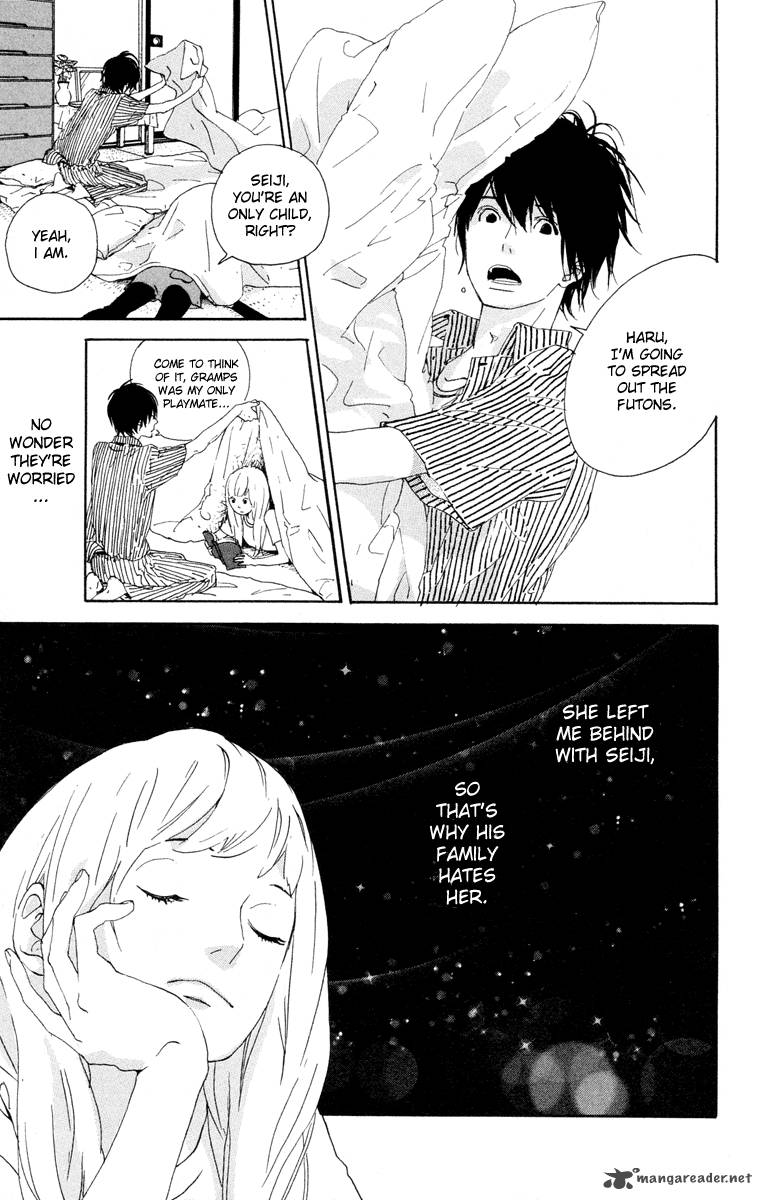 HARU,
I'M GOING
TO SPREAD
OUT THE
FUTONS.
SEIJI,
YOU'RE AN
ONLY CHILD,
RIGHT?
YEAH,
I AM.
COME TO THINK
OF IT, GRAMPS
WAS MY ONLY
PLAYMATE...
NO
WONDER
THEY'RE
WORRIED
...
SHE LEFT
ME BEHIND
WITH SEIJI,
SO
THAT'S
WHY HIS
FAMILY
HATES
HER.
mangareader.net